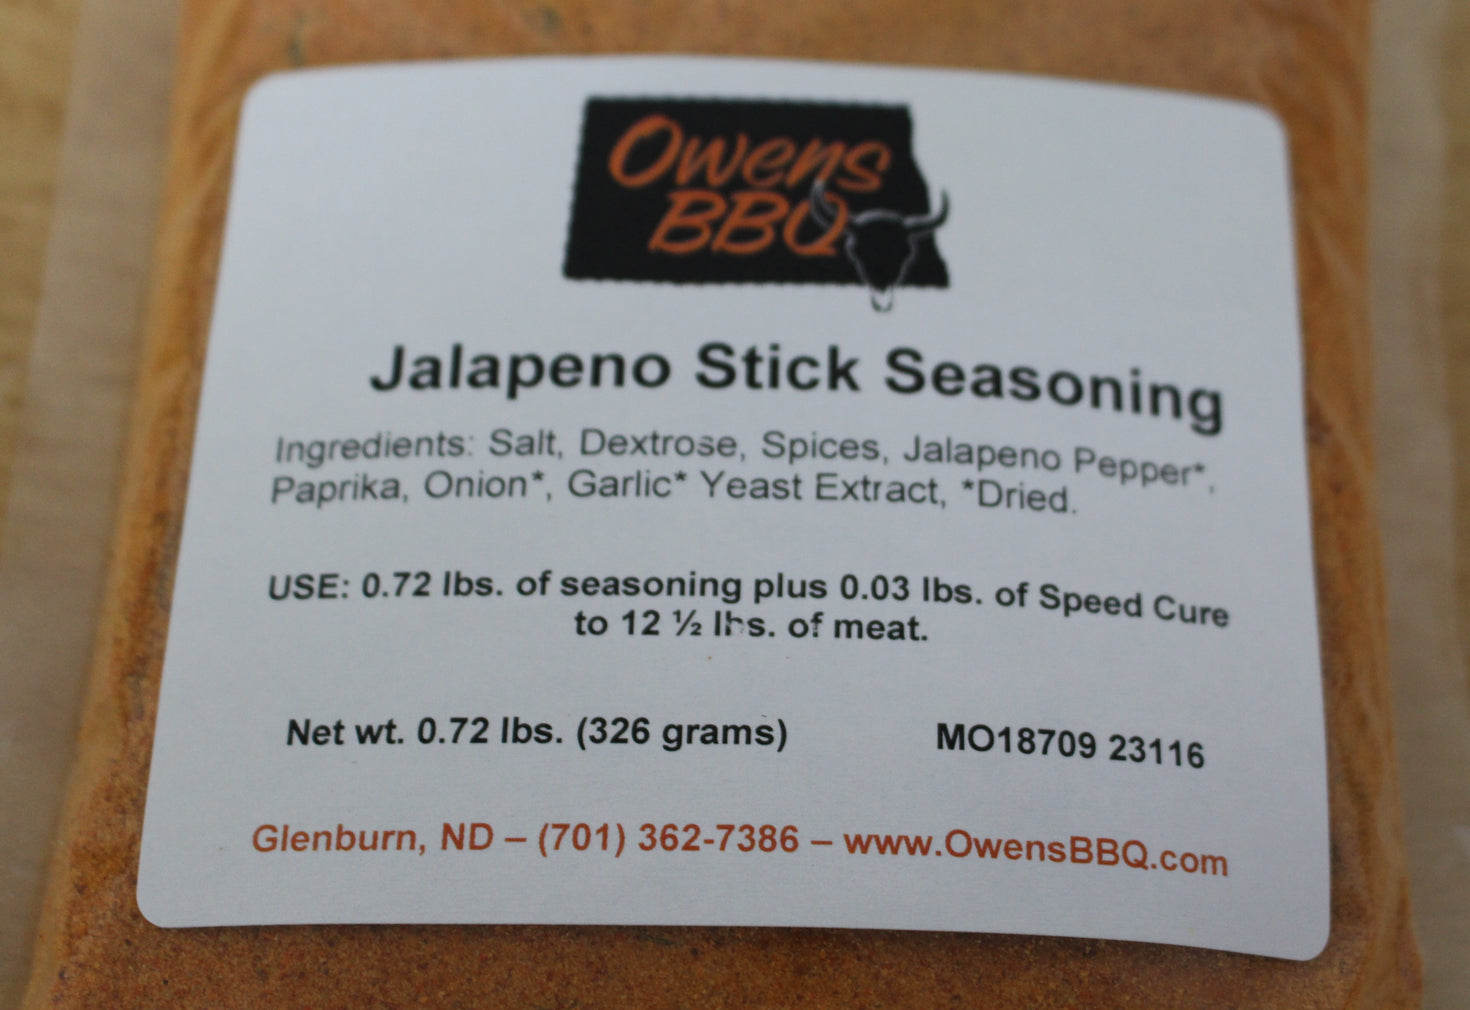 Owens
BBQ
Jalapeno Stick Seasoning
Ingredients: Salt, Dextrose, Spices, Jalapeno Pepper*,
Paprika, Onion*, Garlic* Yeast Extract, *Dried.
USE: 0.72 lbs. of seasoning plus 0.03 lbs. of Speed Cure
to 12 ½ lbs. of meat.
Net wt. 0.72 lbs. (326 grams) MO18709 23116
Glenburn, ND – (701) 362-7386 – www.OwensBBQ.com